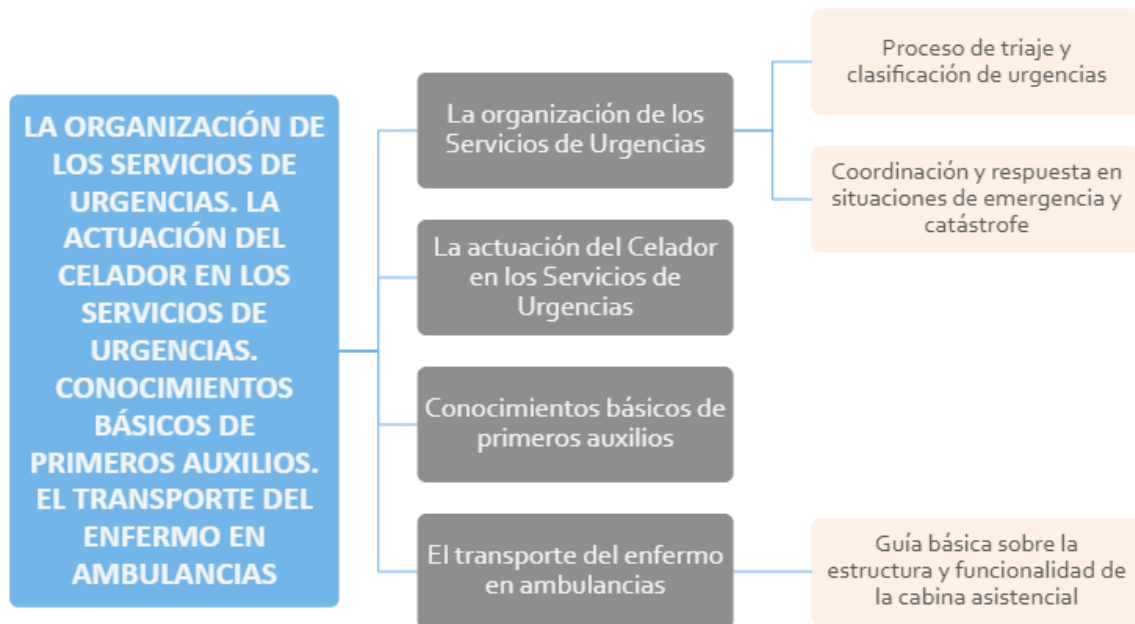 LA ORGANIZACIÓN DE
LOS SERVICIOS DE
URGENCIAS. LA
ACTUACIÓN DEL
CELADOR EN LOS
SERVICIOS DE
URGENCIAS.
CONOCIMIENTOS
BÁSICOS DE
PRIMEROS AUXILIOS.
EL TRANSPORTE DEL
ENFERMO EN
AMBULANCIAS
La organización de los
Servicios de Urgencias
Proceso de triaje y
clasificación de urgencias
Coordinación y respuesta en
situaciones de emergencia y
catástrofe
La actuación del Celador
en los Servicios de
Urgencias
Conocimientos básicos de
primeros auxilios
El transporte del enfermo
en ambulancias
Guía básica sobre la
estructura y funcionalidad de
la cabina asistencial